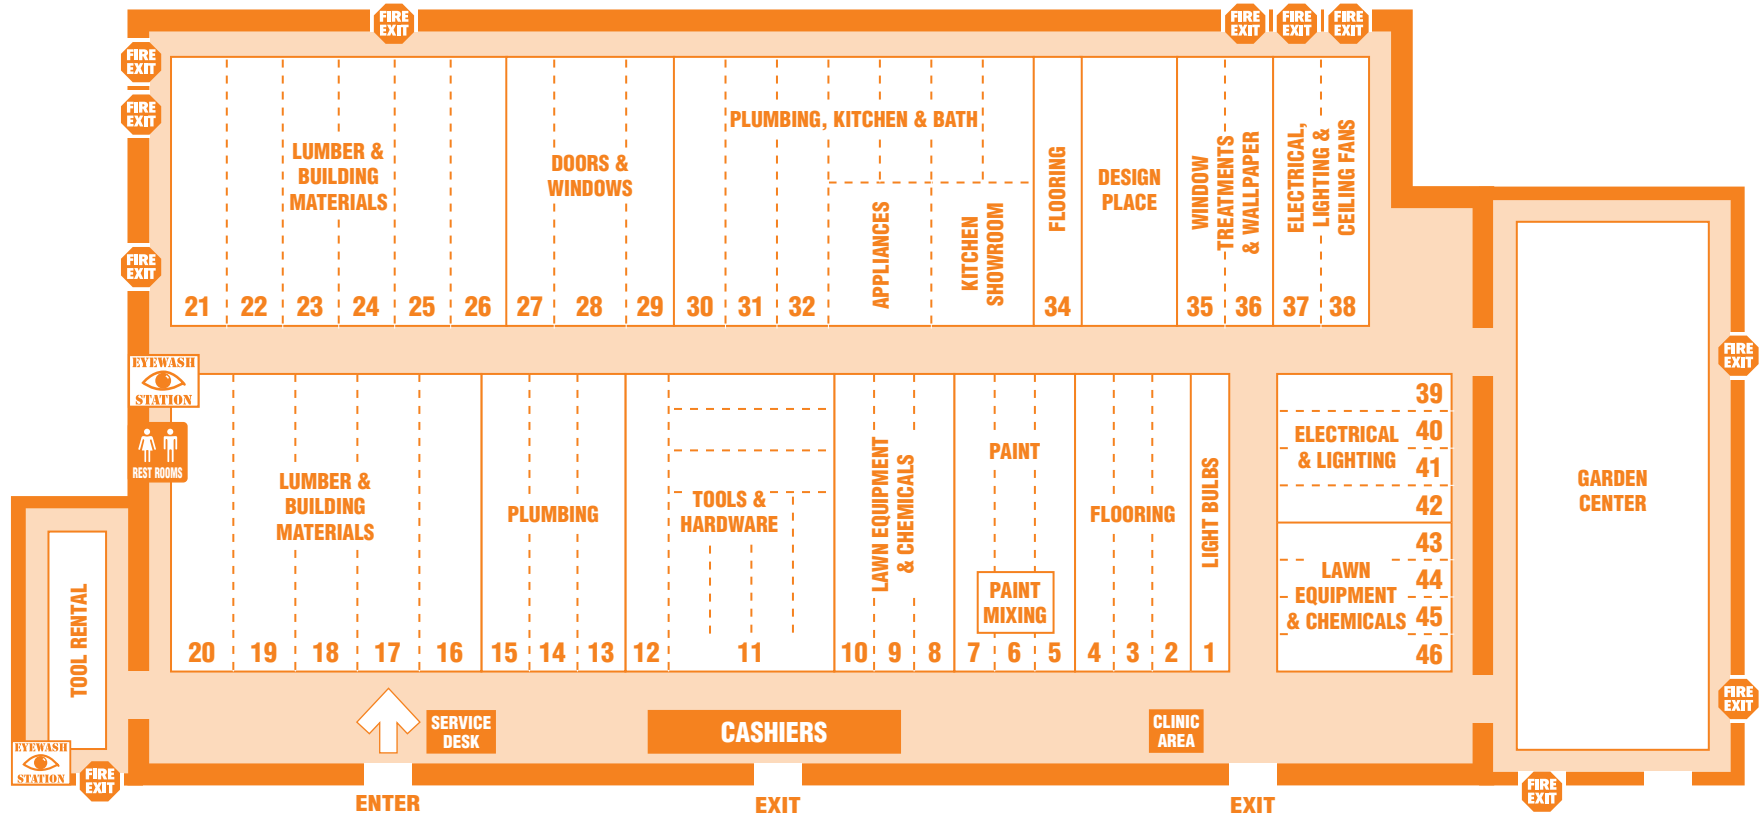 FIRE
EXIT
FIRE
EXIT
FIRE
EXIT
FIRE
EXIT
FIRE
EXIT
FIRE
EXIT
FIRE
EXIT
LUMBER &
BUILDING
MATERIALS
DOORS &
WINDOWS
PLUMBING, KITCHEN & BATH
APPLIANCES
KITCHEN
SHOWROOM
FLOORING
DESIGN
PLACE
WINDOW
TREATMENTS
& WALLPAPER
ELECTRICAL,
LIGHTING &
CEILING FANS
FIRE
EXIT
21 22 23 24 25 26 27 28 29 30 31 32 34 35 36 37 38
EYEWASH
STATION
REST ROOMS
FIRE
EXIT
LUMBER &
BUILDING
MATERIALS
PLUMBING
TOOLS &
HARDWARE
LAWN EQUIPMENT
& CHEMICALS
PAINT
PAINT
MIXING
FLOORING
LIGHT BULBS
39
40
41
42
ELECTRICAL
& LIGHTING
43
44
45
46
LAWN
EQUIPMENT
& CHEMICALS
GARDEN
CENTER
TOOL RENTAL
20 19 18 17 16 15 14 13 12 11 10 9 8 7 6 5 4 3 2 1
SERVICE
DESK
CASHIERS
CLINIC
AREA
FIRE
EXIT
EYEWASH
STATION
FIRE
EXIT
FIRE
EXIT
ENTER
EXIT
EXIT